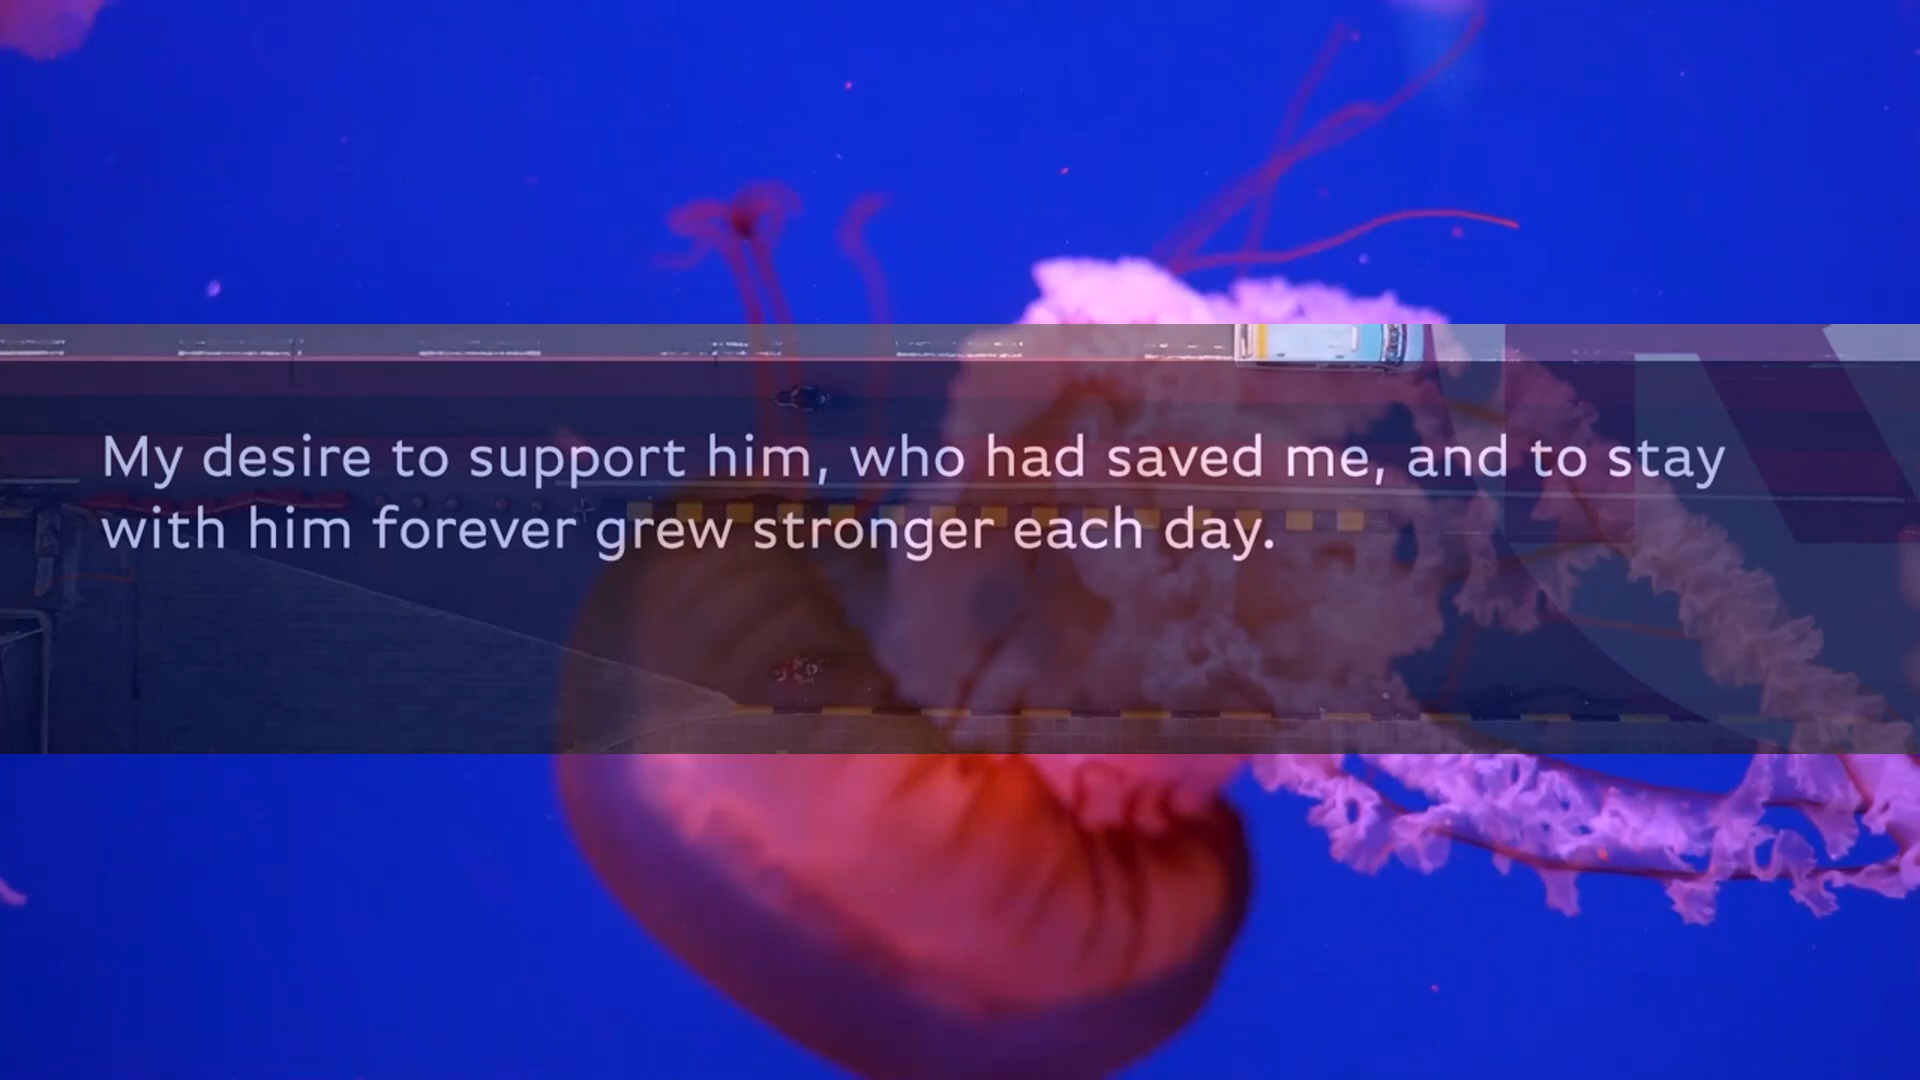 My desire to support him, who had saved me, and to stay
with him forever grew stronger each day.